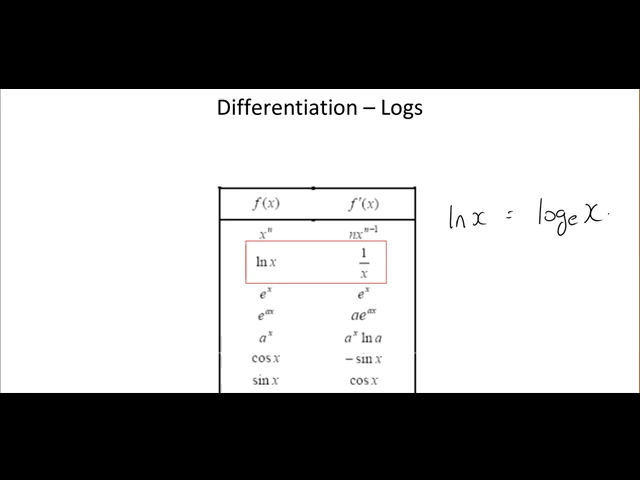 Differentiation – Logs
f(x) f'(x)
xⁿ nxⁿ⁻¹
ln x 1/x
eˣ eˣ
eᵃˣ aeᵃˣ
aˣ aˣ ln a
cos x – sin x
sin x cos x
ln x = logₑ x.